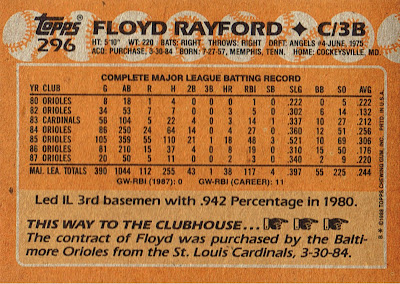 Topps
296
FLOYD RAYFORD ♦ C/3B
HT: 5'10" WT: 220 BATS: RIGHT THROWS: RIGHT DRFT: ANGELS #4-JUNE, 1975
ACQ: PURCHASE, 3-30-84 BORN: 7-27-57, MEMPHIS, TENN. HOME: COCKEYSVILLE, MD.
COMPLETE MAJOR LEAGUE BATTING RECORD
YR CLUB G AB R H 2B 3B HR RBI SB SLG BB SO AVG
80 ORIOLES 8 18 1 4 0 0 0 1 0 .222 0 5 .222
82 ORIOLES 34 53 7 7 0 0 3 5 0 .302 6 14 .132
83 CARDINALS 56 104 5 22 4 0 3 14 1 .337 10 27 .212
84 ORIOLES 86 250 24 64 14 0 4 27 0 .360 12 51 .256
85 ORIOLES 105 359 55 110 21 1 18 48 3 .521 10 69 .306
86 ORIOLES 81 210 15 37 4 0 8 19 0 .310 15 50 .176
87 ORIOLES 20 50 5 11 0 0 2 3 0 .340 2 9 .220
MAJ. LEA. TOTALS 390 1044 112 255 43 1 38 117 4 .397 55 225 .244
GW-RBI (1987): 0 GW-RBI (CAREER): 11
Led IL 3rd basemen with .942 Percentage in 1980.
THIS WAY TO THE CLUBHOUSE...
The contract of Floyd was purchased by the Balti-
more Orioles from the St. Louis Cardinals, 3-30-84.
© 1988 TOPPS CHEWING GUM, INC. PRTD. IN U.S.A.